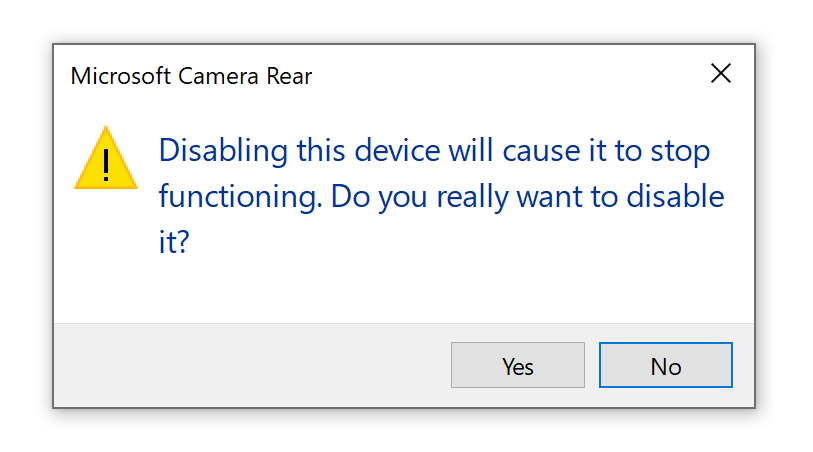 Microsoft Camera Rear
Disabling this device will cause it to stop
functioning. Do you really want to disable
it?
Yes
No